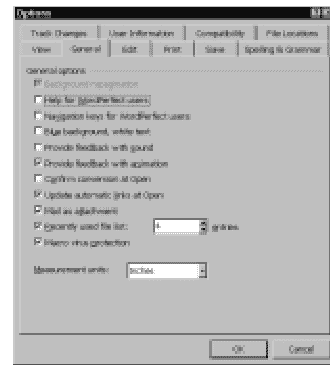 Options
Track Changes User Information Compatibility File Locations
View General Edit Print Save Spelling & Grammar
General options
Background repagination
Help for WordPerfect users
Navigation keys for WordPerfect users
Blue background, white text
Provide feedback with sound
Provide feedback with animation
Confirm conversion at Open
Update automatic links at Open
Mail as attachment
Recently used file list: entries
Macro virus protection
Measurement units: Inches
OK Cancel